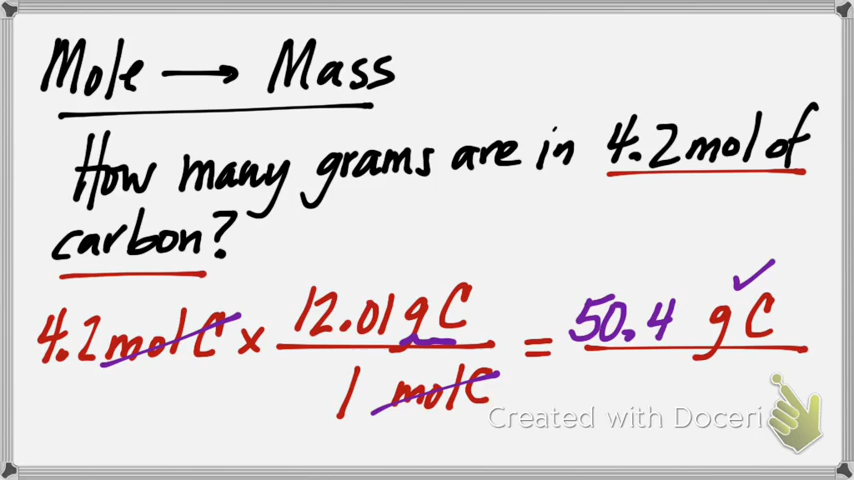 Mole → Mass
How many grams are in 4.2 mol of
carbon?
4.2 mol C x 12.01 g C / 1 mol C = 50.4 g C ✓
Created with Doceri